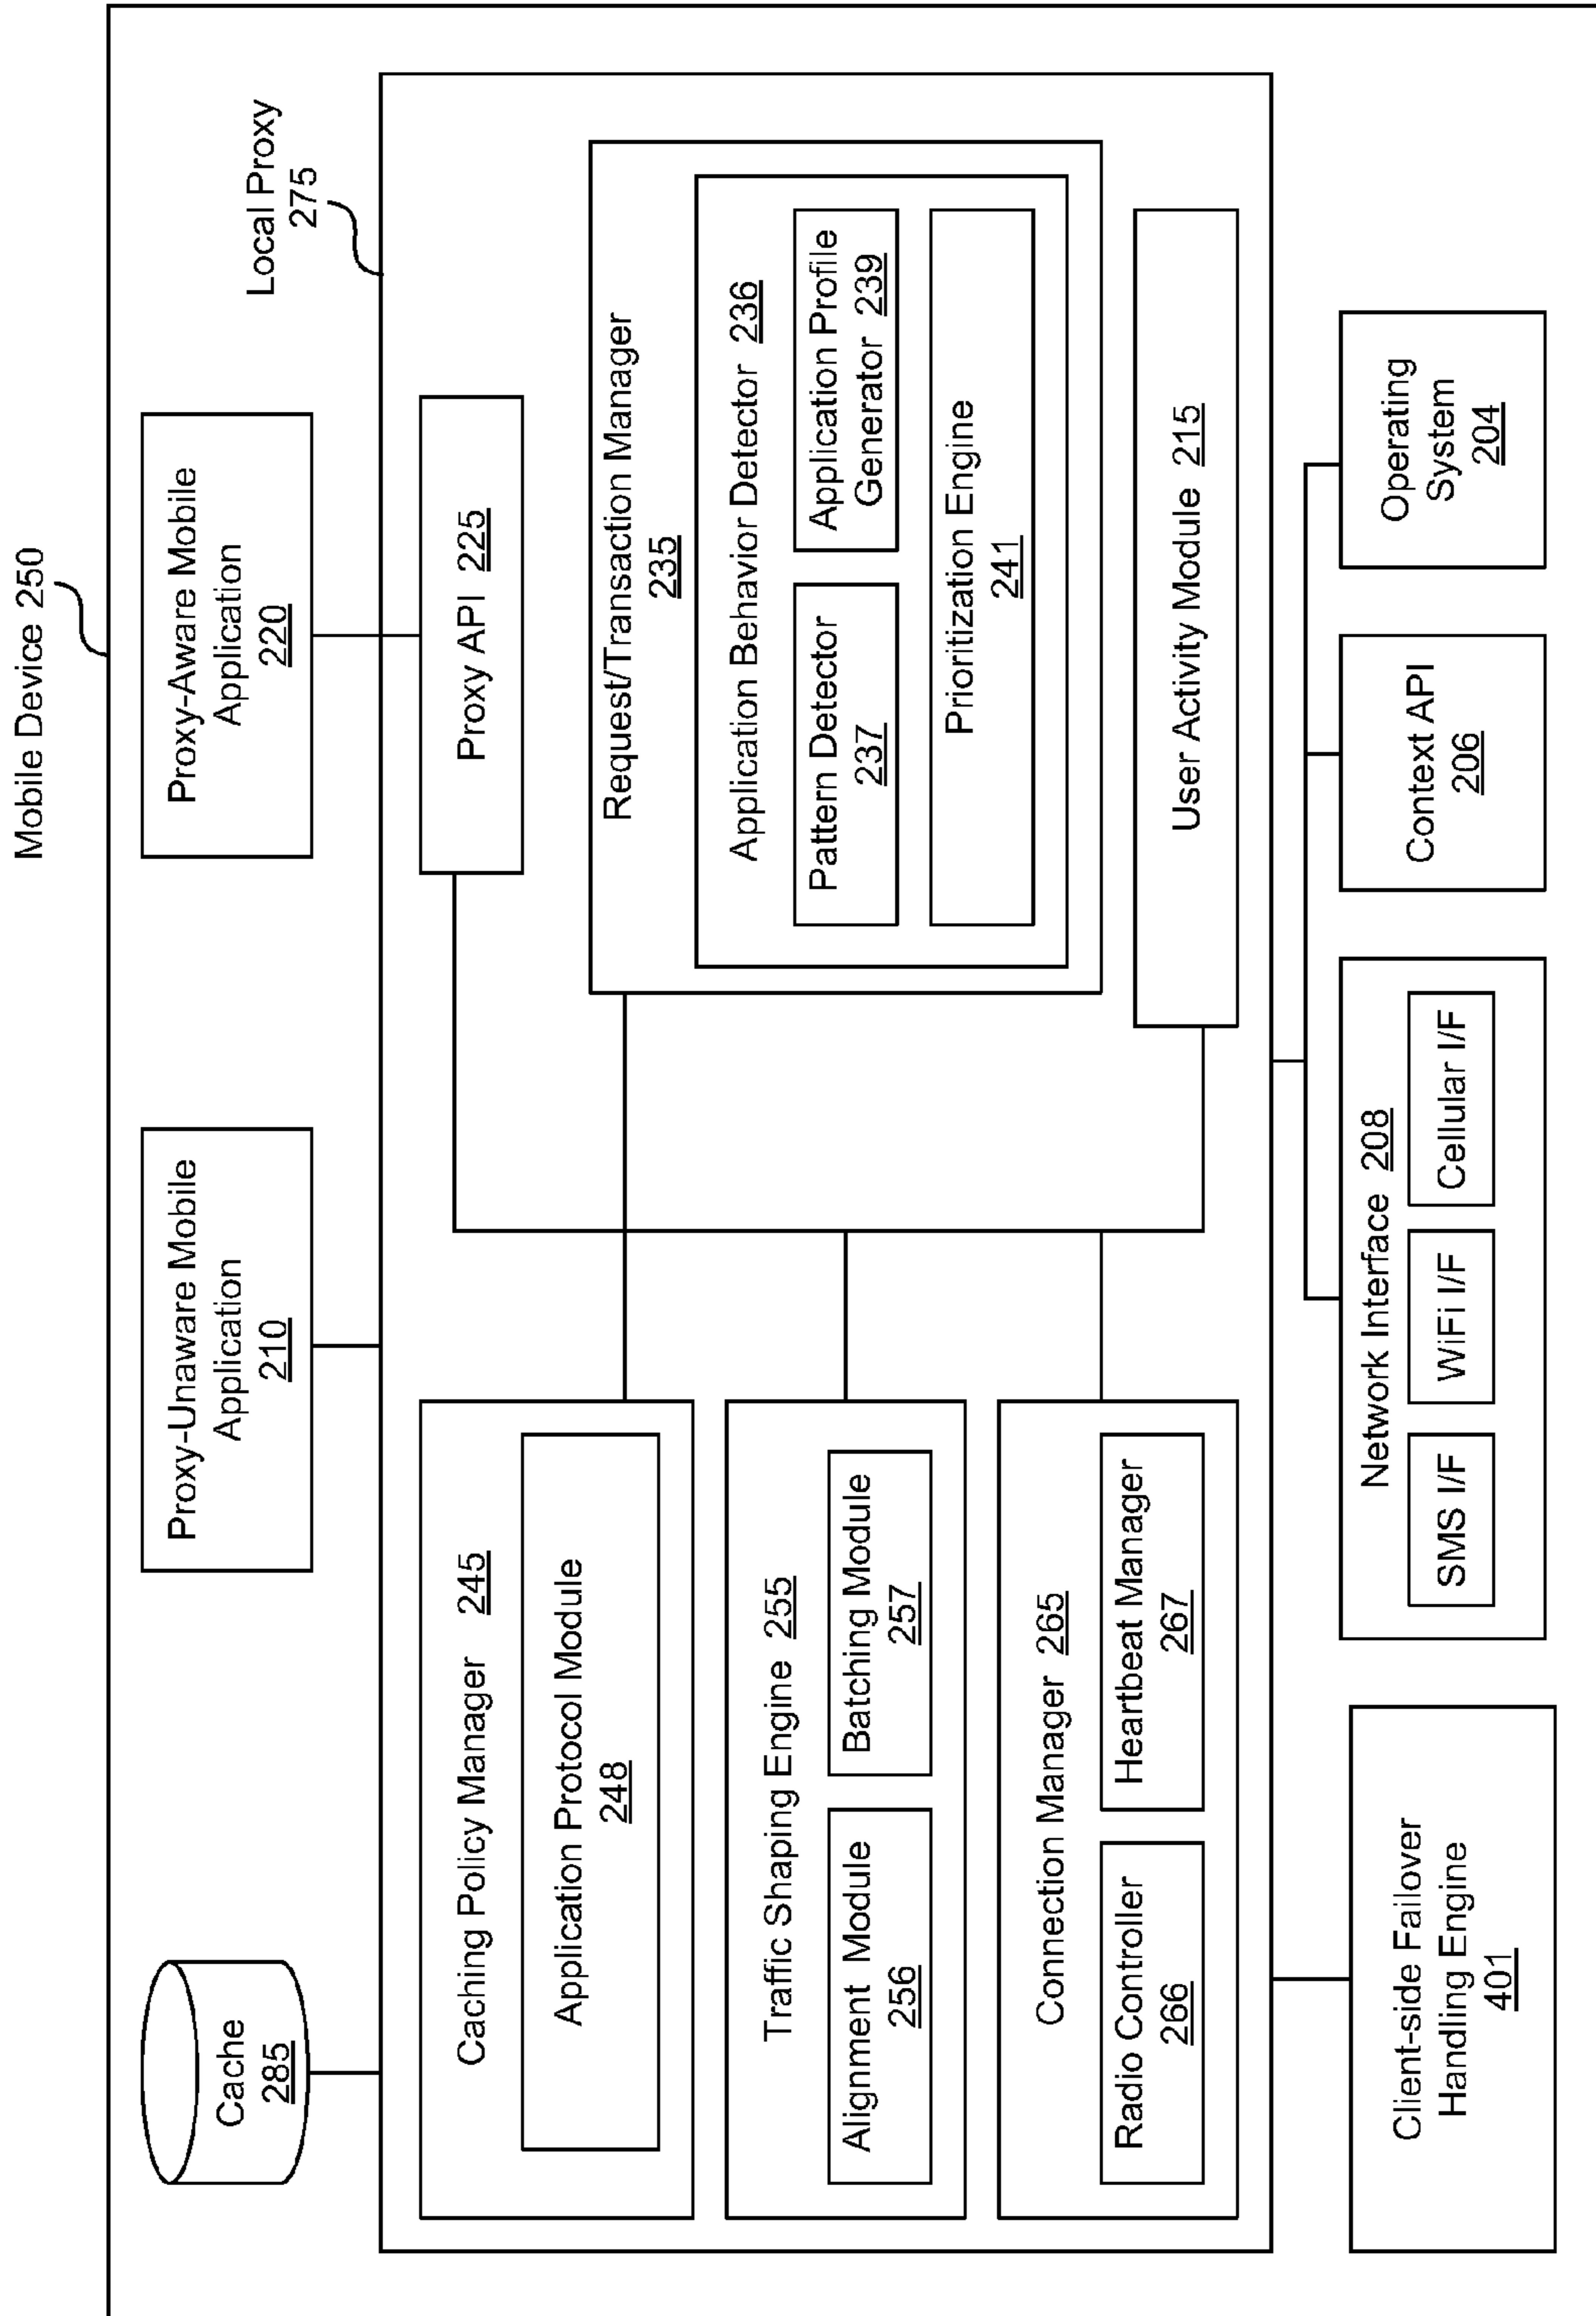 Mobile Device 250
Cache
285
Proxy-Unaware Mobile
Application
210
Proxy-Aware Mobile
Application
220
Local Proxy
275
Caching Policy Manager 245
Application Protocol Module
248
Proxy API 225
Traffic Shaping Engine 255
Alignment Module
256
Batching Module
257
Request/Transaction Manager
235
Application Behavior Detector 236
Pattern Detector
237
Application Profile
Generator 239
Prioritization Engine
241
Connection Manager 265
Radio Controller
266
Heartbeat Manager
267
User Activity Module 215
Client-side Failover
Handling Engine
401
Network Interface 208
SMS I/F
WiFi I/F
Cellular I/F
Context API
206
Operating
System
204